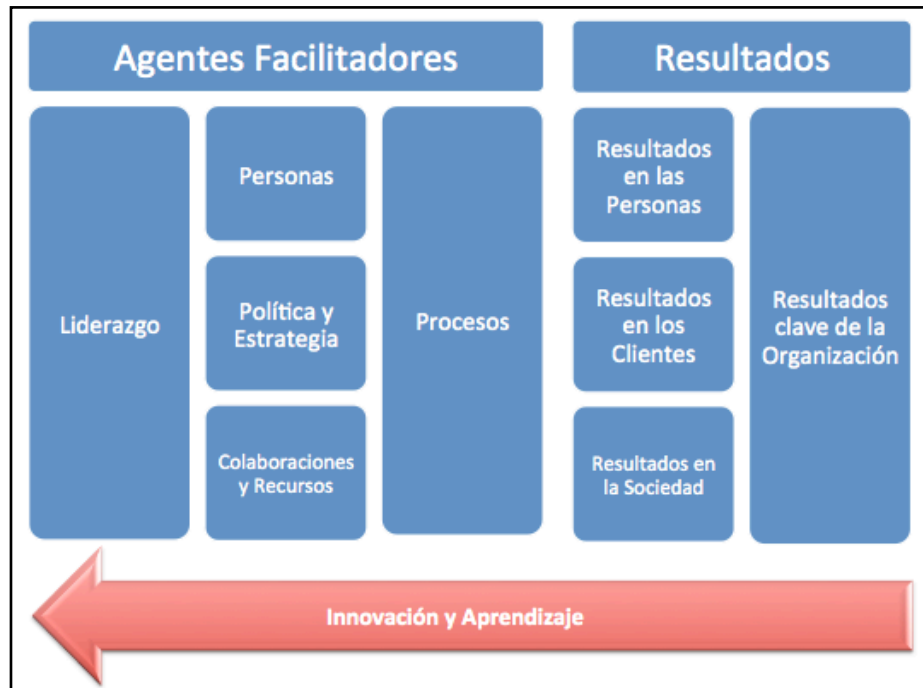 Agentes Facilitadores
Resultados
Liderazgo
Personas
Política y
Estrategia
Colaboraciones
y Recursos
Procesos
Resultados
en las
Personas
Resultados
en los
Clientes
Resultados en
la Sociedad
Resultados
clave de la
Organización
Innovación y Aprendizaje